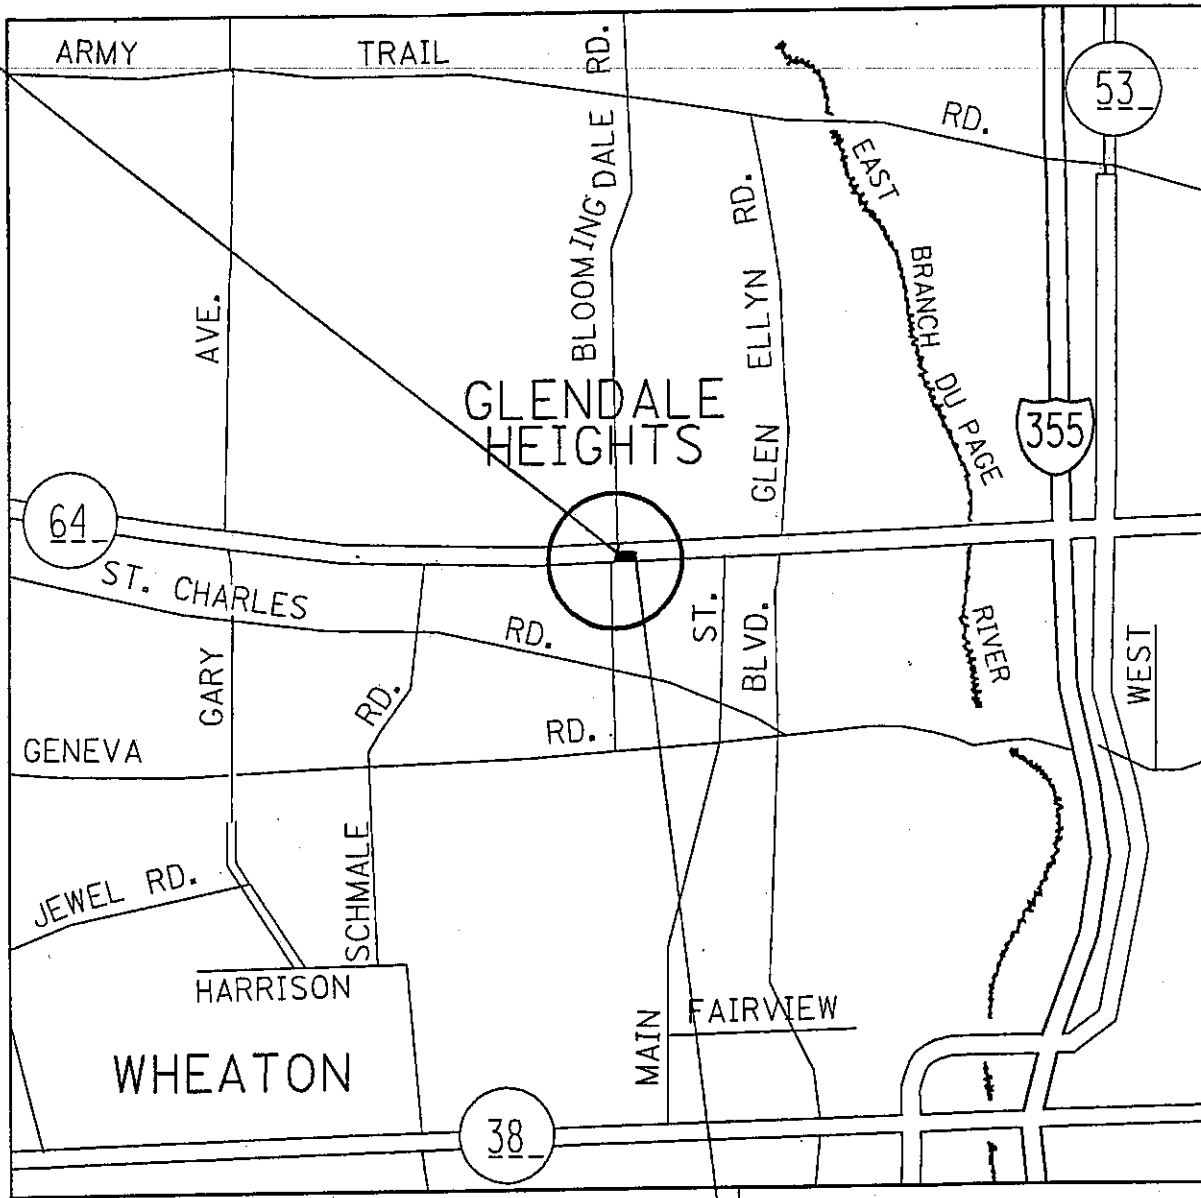 ARMY TRAIL RD.
53
BLOOMINGDALE RD.
EAST BRANCH DU PAGE RIVER
GLEN ELLYN RD.
GARY AVE.
GLENDALE
HEIGHTS
355
64
ST. CHARLES RD.
MAIN ST.
BLVD.
WEST
GENEVA RD.
SCHMALE RD.
JEWEL RD.
HARRISON
FAIRVIEW
WHEATON
38